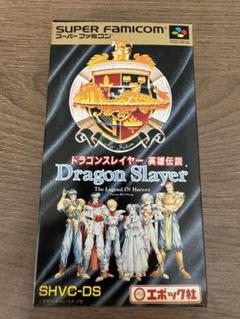 SUPER FAMICOM
スーパーファミコン
ドラゴンスレイヤー 英雄伝説
Dragon Slayer
The Legend Of Heroes
SHVC-DS
エポック社